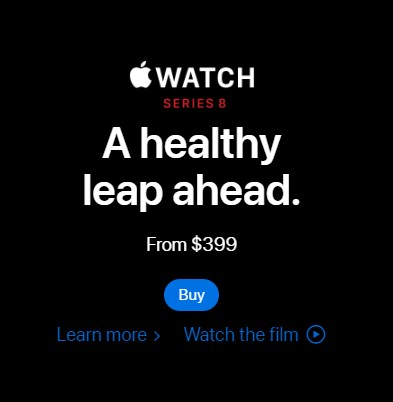 WATCH
SERIES 8
A healthy
leap ahead.
From $399
Buy
Learn more >
Watch the film